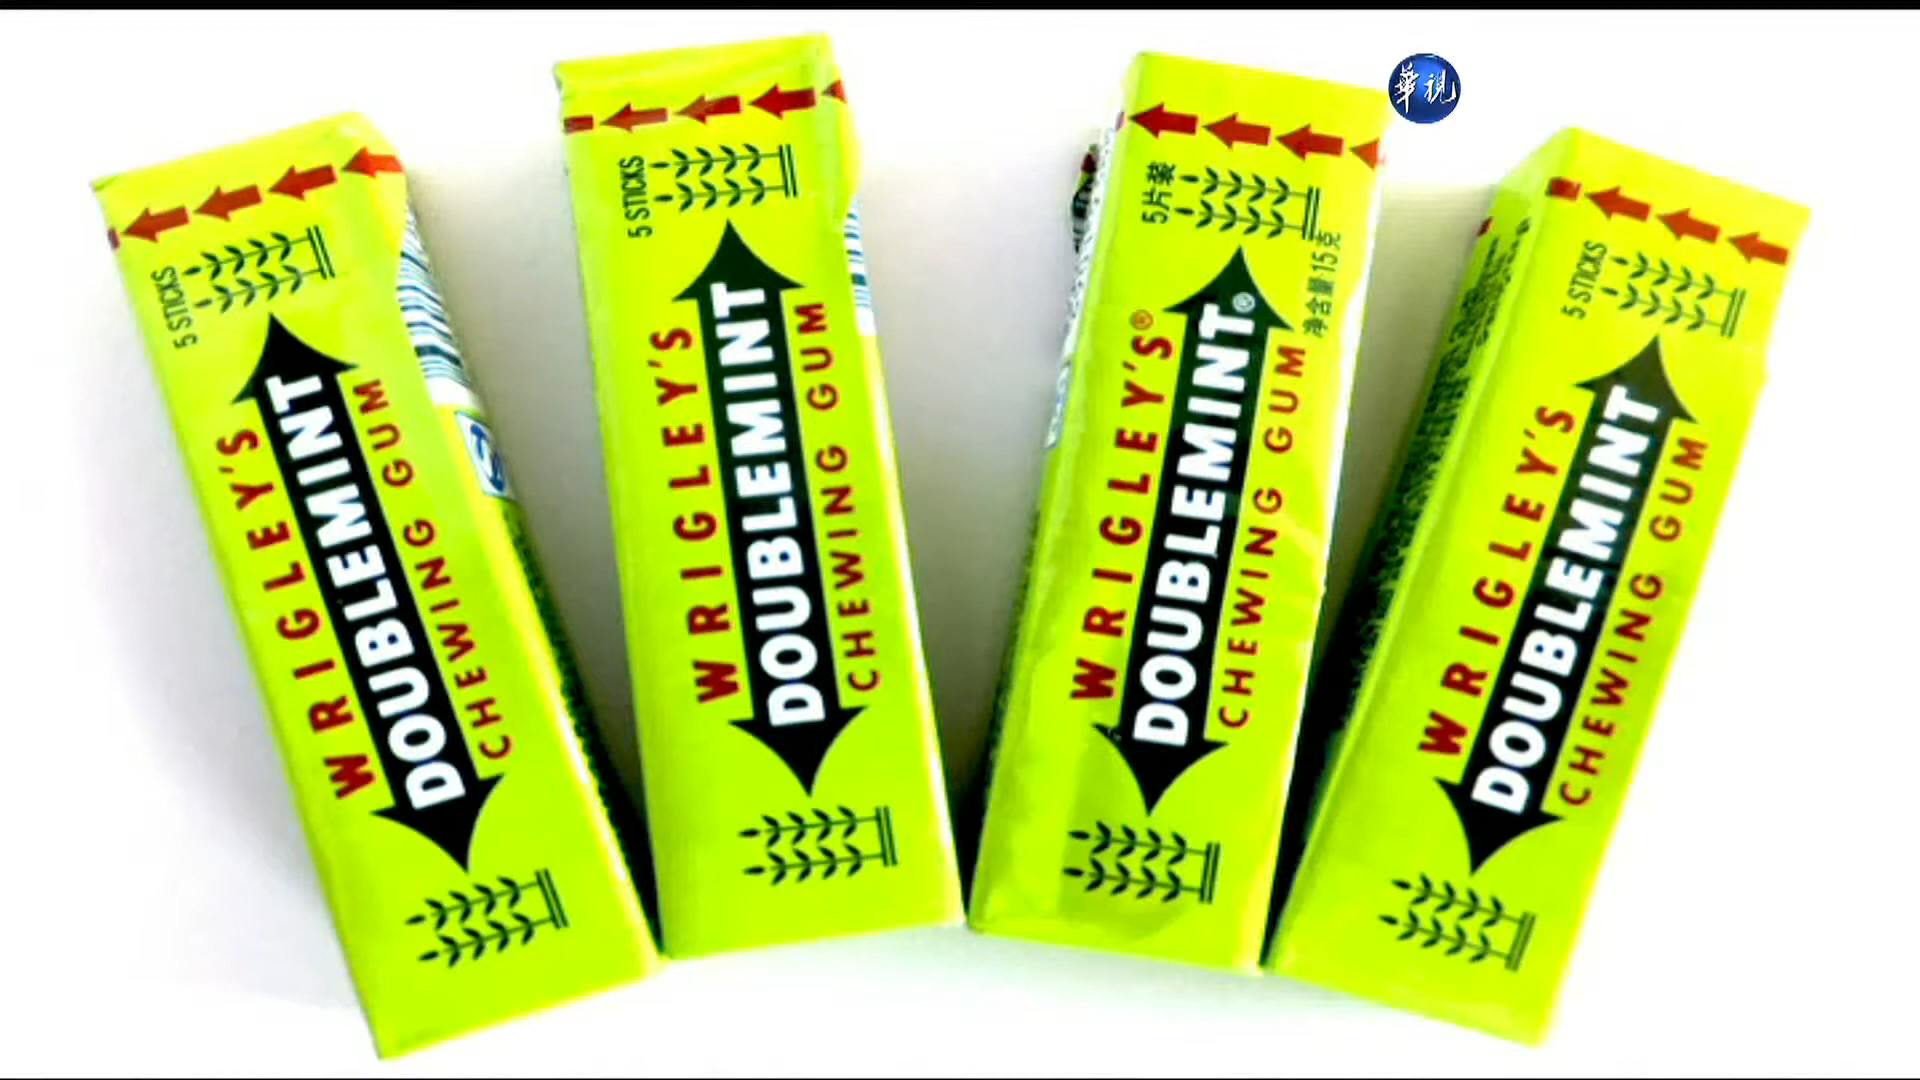 華視
5 STICKS
WRIGLEY'S
DOUBLEMINT
CHEWING GUM
5 STICKS
WRIGLEY'S
DOUBLEMINT
CHEWING GUM
5片装
WRIGLEY'S®
DOUBLEMINT®
CHEWING GUM
净含量15克
5 STICKS
WRIGLEY'S
DOUBLEMINT
CHEWING GUM